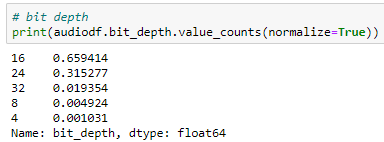 # bit depth
print(audiodf.bit_depth.value_counts(normalize=True))
16    0.659414
24    0.315277
32    0.019354
8     0.004924
4     0.001031
Name: bit_depth, dtype: float64